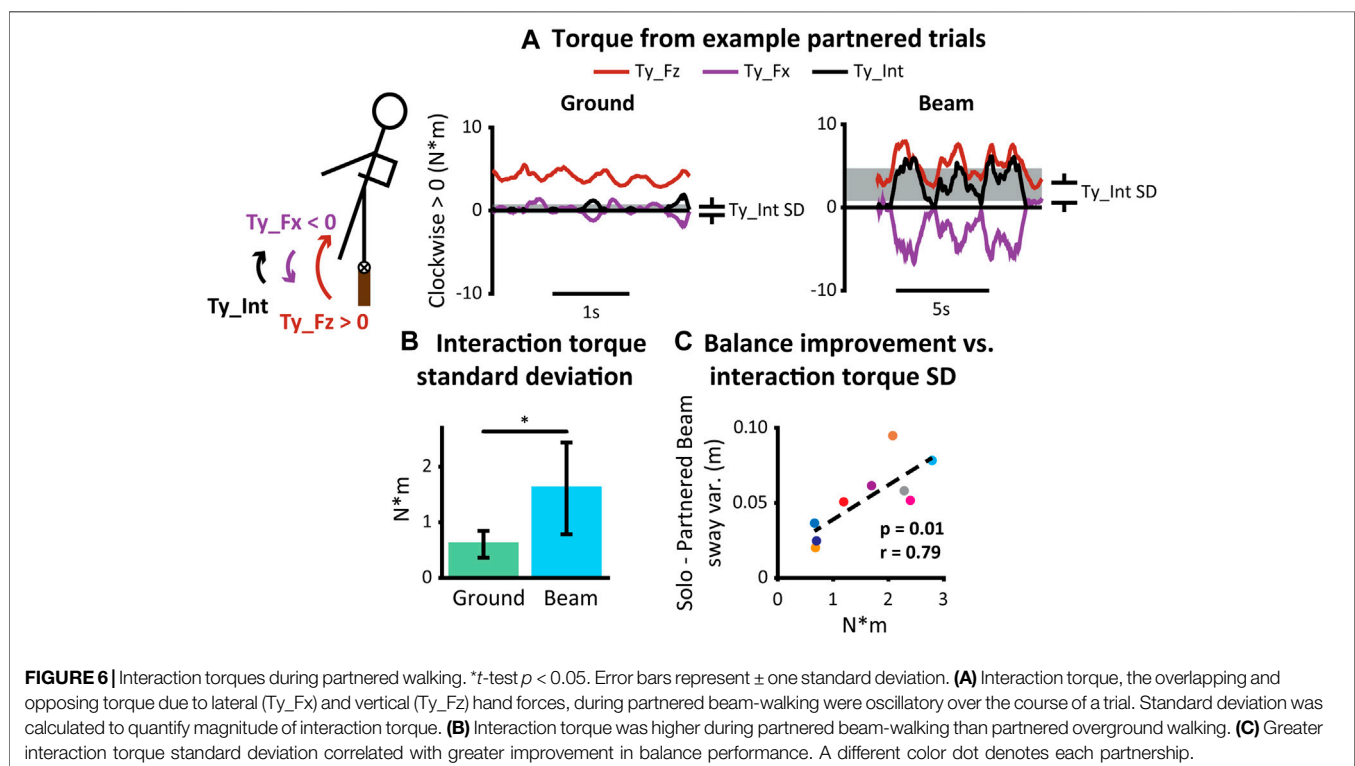 A Torque from example partnered trials
Ty_Fz Ty_Fx Ty_Int
Ground
Clockwise > 0 (N*m)
10
0
-10
Ty_Int SD
1s
Beam
10
0
-10
Ty_Int SD
5s
Ty_Fx < 0
Ty_Int
Ty_Fz > 0
B Interaction torque
standard deviation
*
N*m
2
1
0
Ground Beam
C Balance improvement vs.
interaction torque SD
Solo - Partnered Beam
sway var. (m)
0.10
0.05
0
p = 0.01
r = 0.79
0 1 2 3
N*m
FIGURE 6 | Interaction torques during partnered walking. *t-test p < 0.05. Error bars represent ± one standard deviation. (A) Interaction torque, the overlapping and
opposing torque due to lateral (Ty_Fx) and vertical (Ty_Fz) hand forces, during partnered beam-walking were oscillatory over the course of a trial. Standard deviation was
calculated to quantify magnitude of interaction torque. (B) Interaction torque was higher during partnered beam-walking than partnered overground walking. (C) Greater
interaction torque standard deviation correlated with greater improvement in balance performance. A different color dot denotes each partnership.